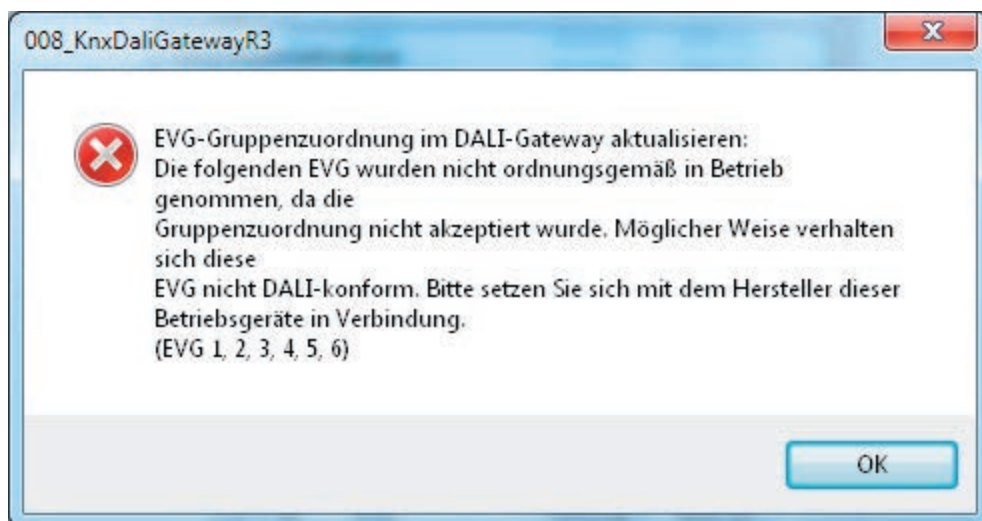 008_KnxDaliGatewayR3
EVG-Gruppenzuordnung im DALI-Gateway aktualisieren:
Die folgenden EVG wurden nicht ordnungsgemäß in Betrieb
genommen, da die
Gruppenzuordnung nicht akzeptiert wurde. Möglicher Weise verhalten
sich diese
EVG nicht DALI-konform. Bitte setzen Sie sich mit dem Hersteller dieser
Betriebsgeräte in Verbindung.
(EVG 1, 2, 3, 4, 5, 6)
OK